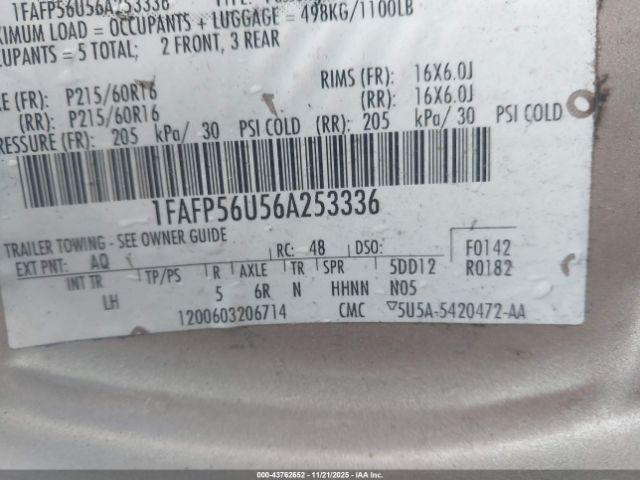 1FAFP56U56A253336
MAXIMUM LOAD = OCCUPANTS + LUGGAGE = 498KG/1100LB
OCCUPANTS = 5 TOTAL; 2 FRONT, 3 REAR
RIMS (FR): 16X6.0J
(FR): P215/60R16 (RR): 16X6.0J
(RR): P215/60R16
PRESSURE (FR): 205 kPa/ 30 PSI COLD (RR): 205 kPa/ 30 PSI COLD
1FAFP56U56A253336
TRAILER TOWING - SEE OWNER GUIDE
EXT PNT: AQ RC: 48 DSO: F0142
INT TR TP/PS R AXLE TR SPR 5DD12 R0182
LH 5 6R N HHNN N05
1200603206714 CMC ▽5U5A-5420472-AA
000-43762652 - 11/21/2025 - IAA, Inc.